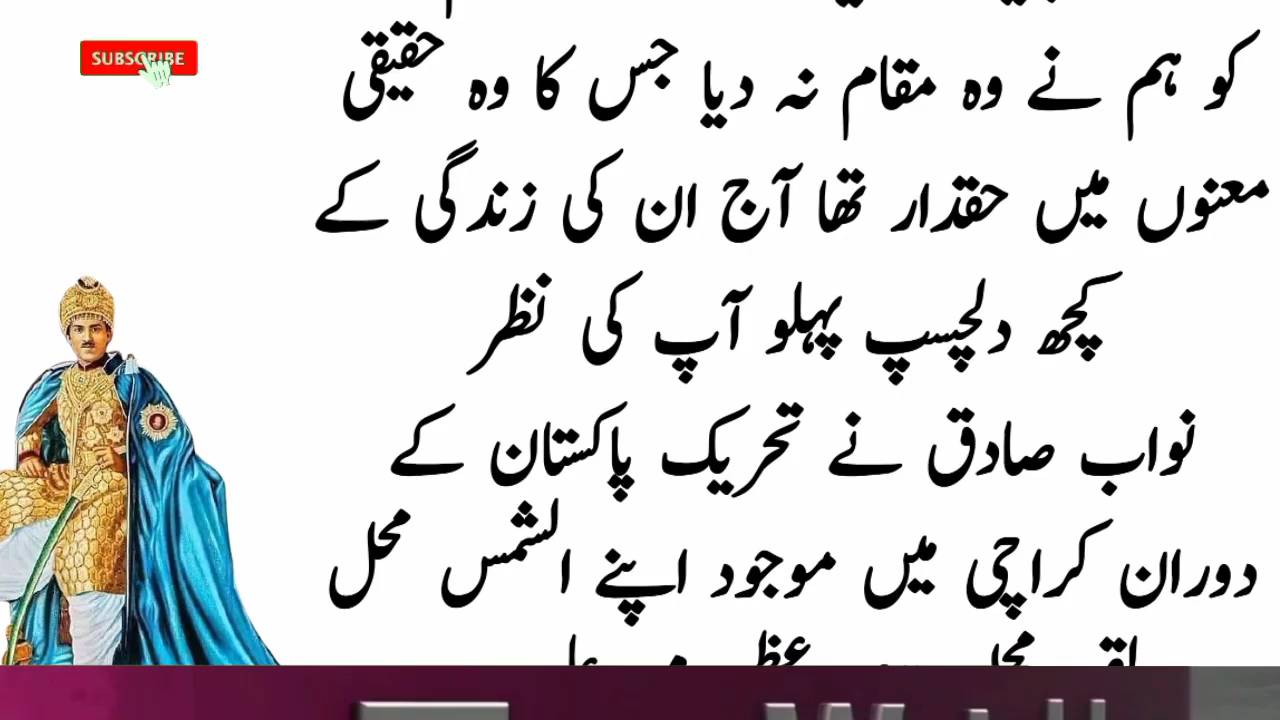 SUBSCRIBE
کو ہم نے وہ مقام نہ دیا جس کا وہ حقیقی
معنوں میں حقدار تھا آج ان کی زندگی کے
کچھ دلچسپ پہلو آپ کی نظر
نواب صادق نے تحریک پاکستان کے
دوران کراچی میں موجود اپنے الشمس محل